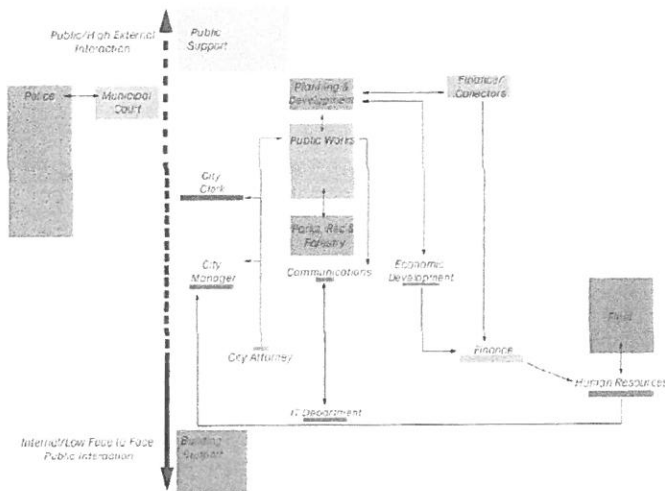 Public/High External
Interaction
Public
Support
Police
Municipal
Court
Planning &
Development
Finance/
Collectors
Public Works
City
Clerk
Parks, Rec &
Forestry
City
Manager
Communications
Economic
Development
City Attorney
Finance
Human Resources
IT Department
Internal/Low Face to Face
Public Interaction
Building
Support